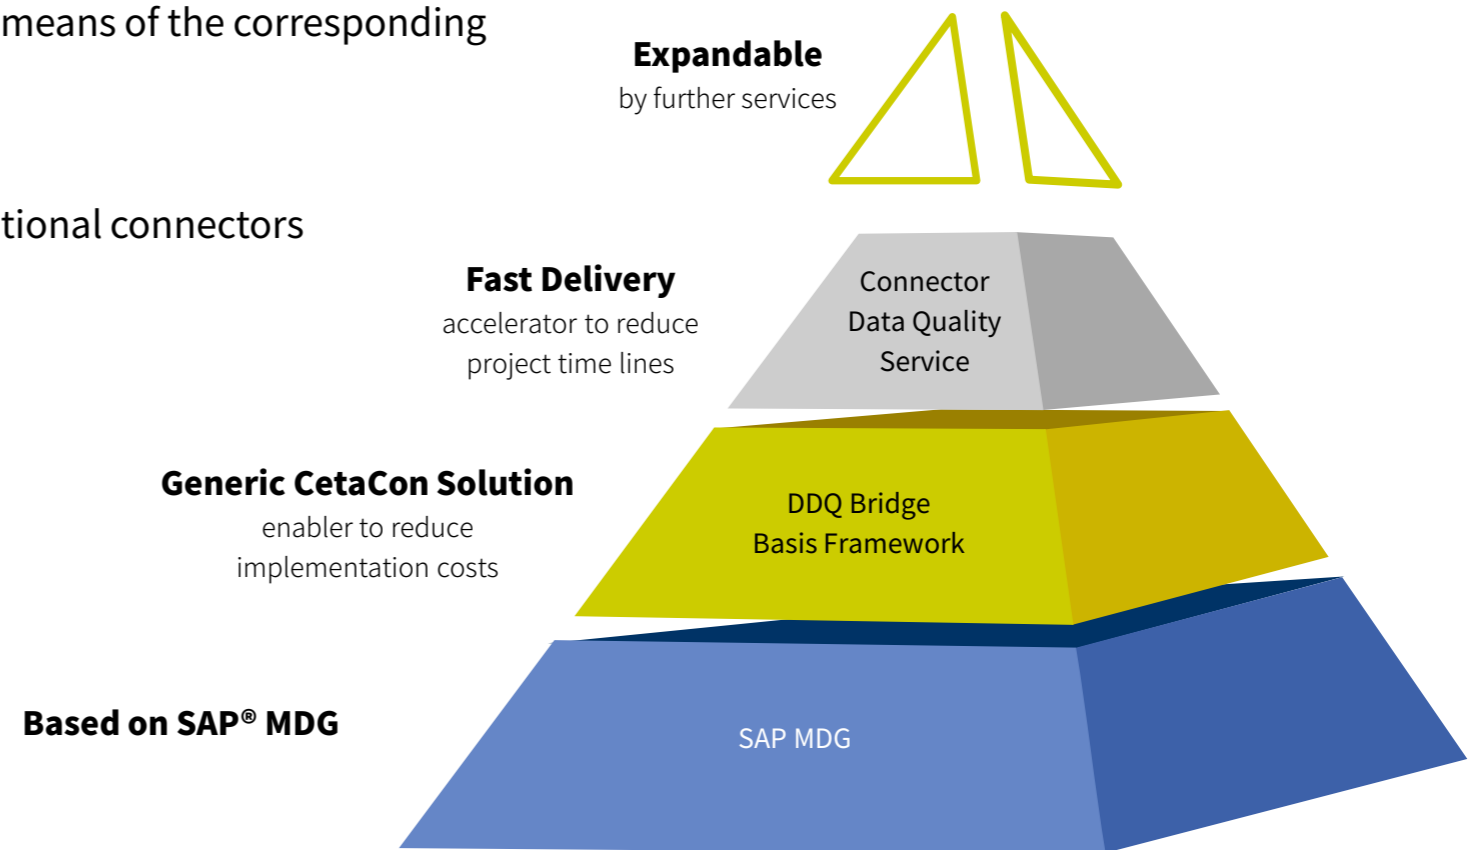 means of the corresponding
Expandable
by further services
tional connectors
Fast Delivery
accelerator to reduce
project time lines
Connector
Data Quality
Service
Generic CetaCon Solution
enabler to reduce
implementation costs
DDQ Bridge
Basis Framework
Based on SAP® MDG
SAP MDG